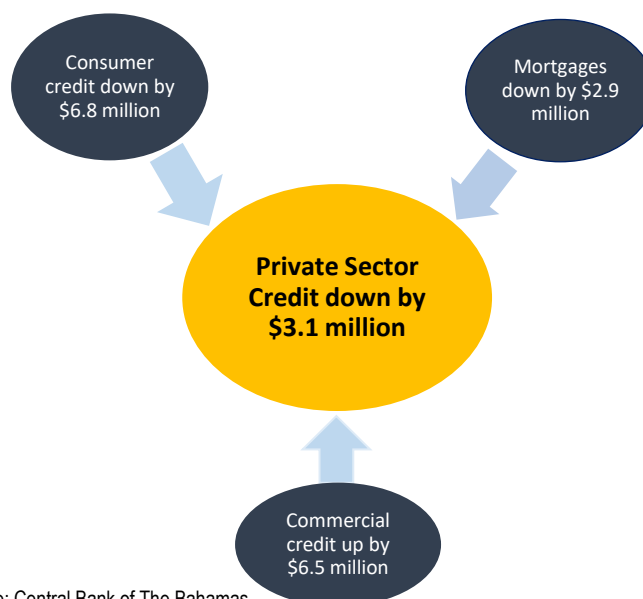 Consumer
credit down by
$6.8 million
Mortgages
down by $2.9
million
Private Sector
Credit down by
$3.1 million
Commercial
credit up by
$6.5 million
: Central Bank of The Bahamas